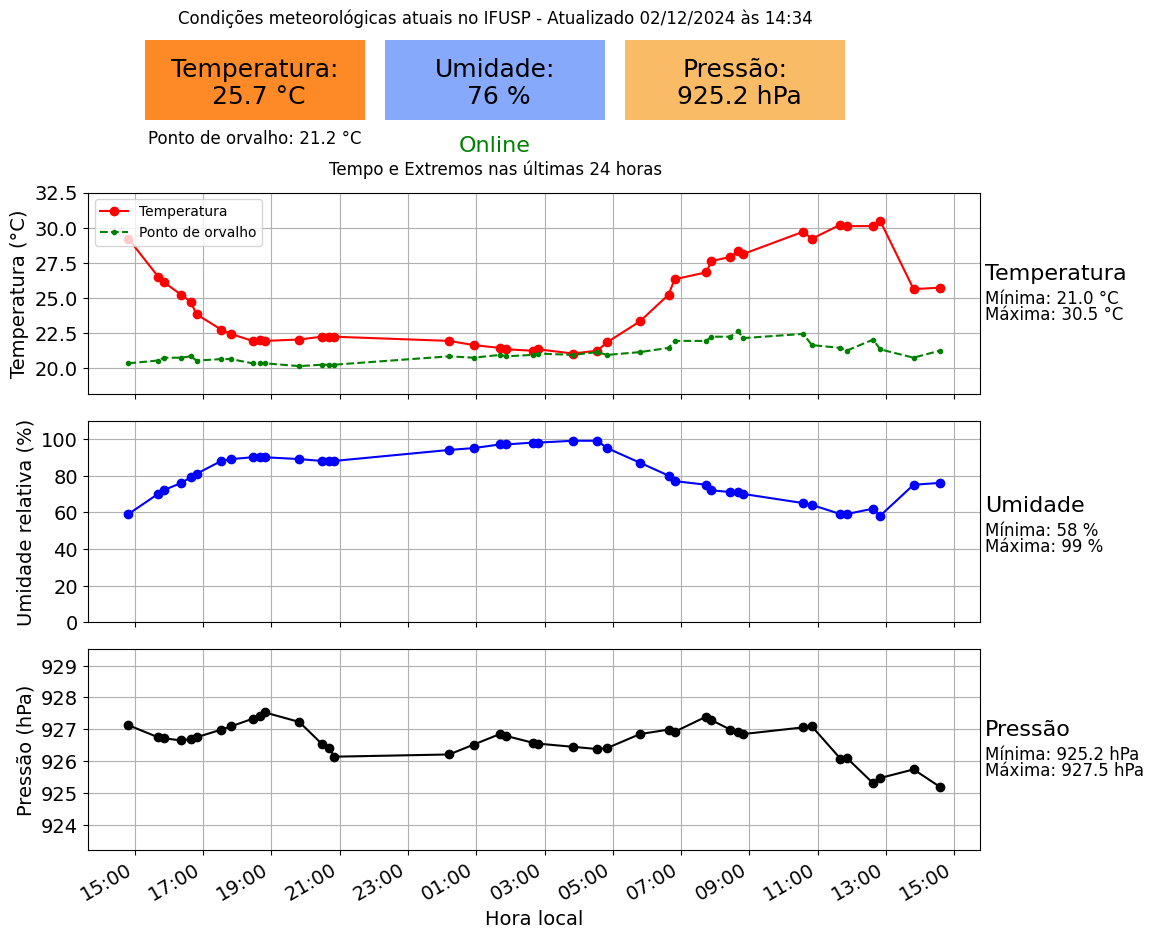 Condições meteorológicas atuais no IFUSP - Atualizado 02/12/2024 às 14:34
Temperatura:
25.7 °C
Umidade:
76 %
Pressão:
925.2 hPa
Ponto de orvalho: 21.2 °C
Online
Tempo e Extremos nas últimas 24 horas
Temperatura (°C)
32.5
30.0
27.5
25.0
22.5
20.0
Temperatura
Ponto de orvalho
Temperatura
Mínima: 21.0 °C
Máxima: 30.5 °C
Umidade relativa (%)
100
80
60
40
20
0
Umidade
Mínima: 58 %
Máxima: 99 %
Pressão (hPa)
929
928
927
926
925
924
Pressão
Mínima: 925.2 hPa
Máxima: 927.5 hPa
15:00
17:00
19:00
21:00
23:00
01:00
03:00
05:00
07:00
09:00
11:00
13:00
15:00
Hora local